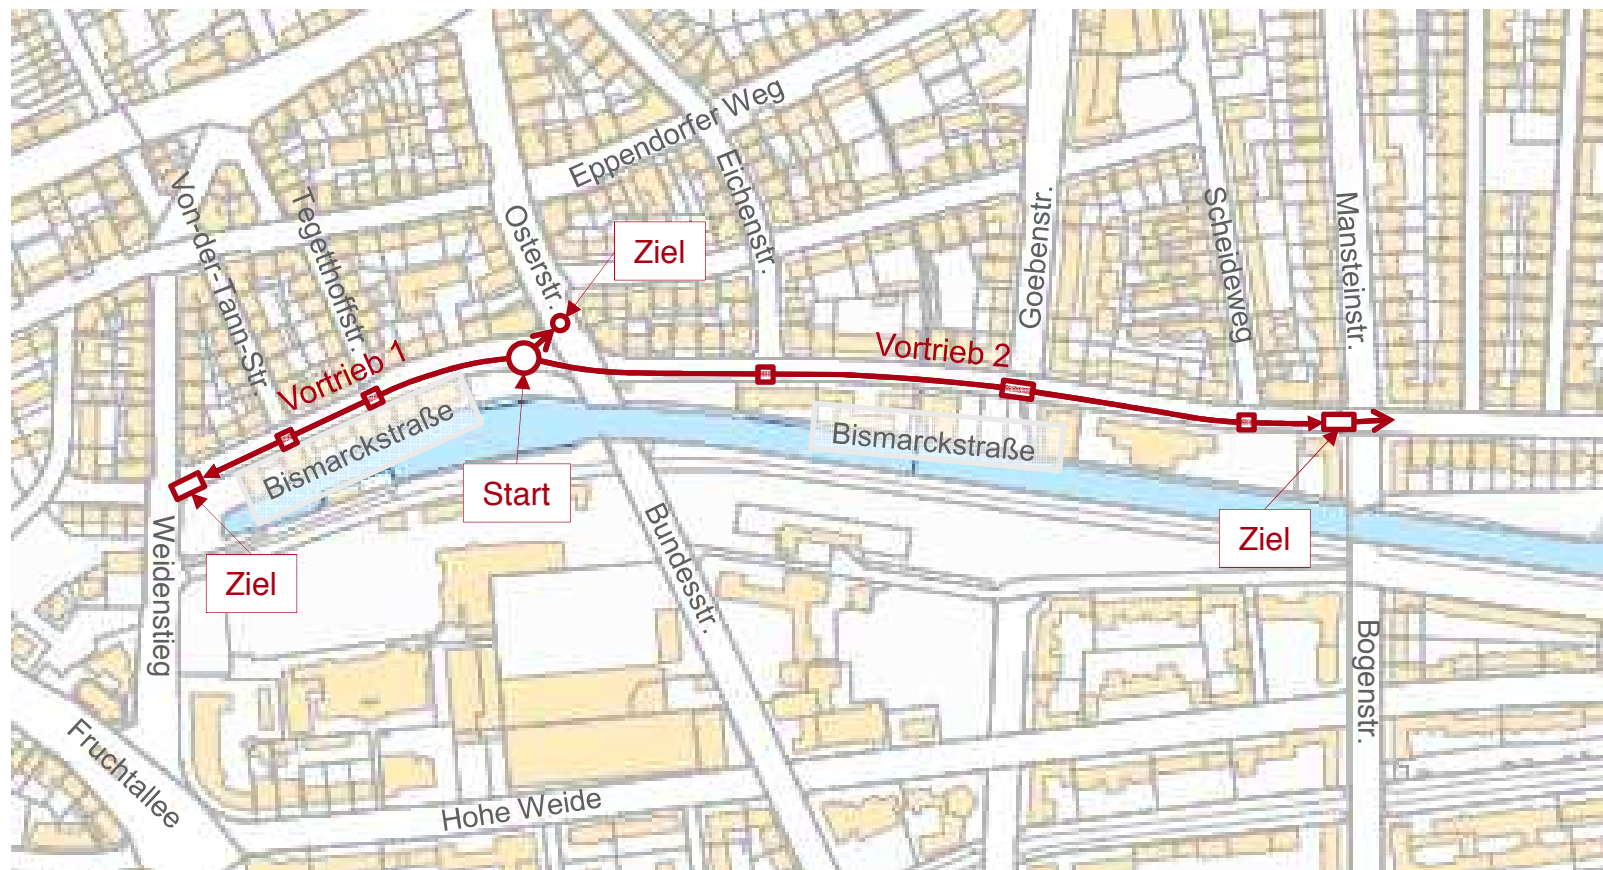 Eppendorfer Weg
Von-der-Tann-Str.
Tegetthoffstr.
Osterstr.
Eichenstr.
Goebenstr.
Scheideweg
Mansteinstr.
Ziel
Vortrieb 1
Vortrieb 2
Bismarckstraße
Bismarckstraße
Start
Ziel
Ziel
Weidenstieg
Bundesstr.
Bogenstr.
Fruchtallee
Hohe Weide